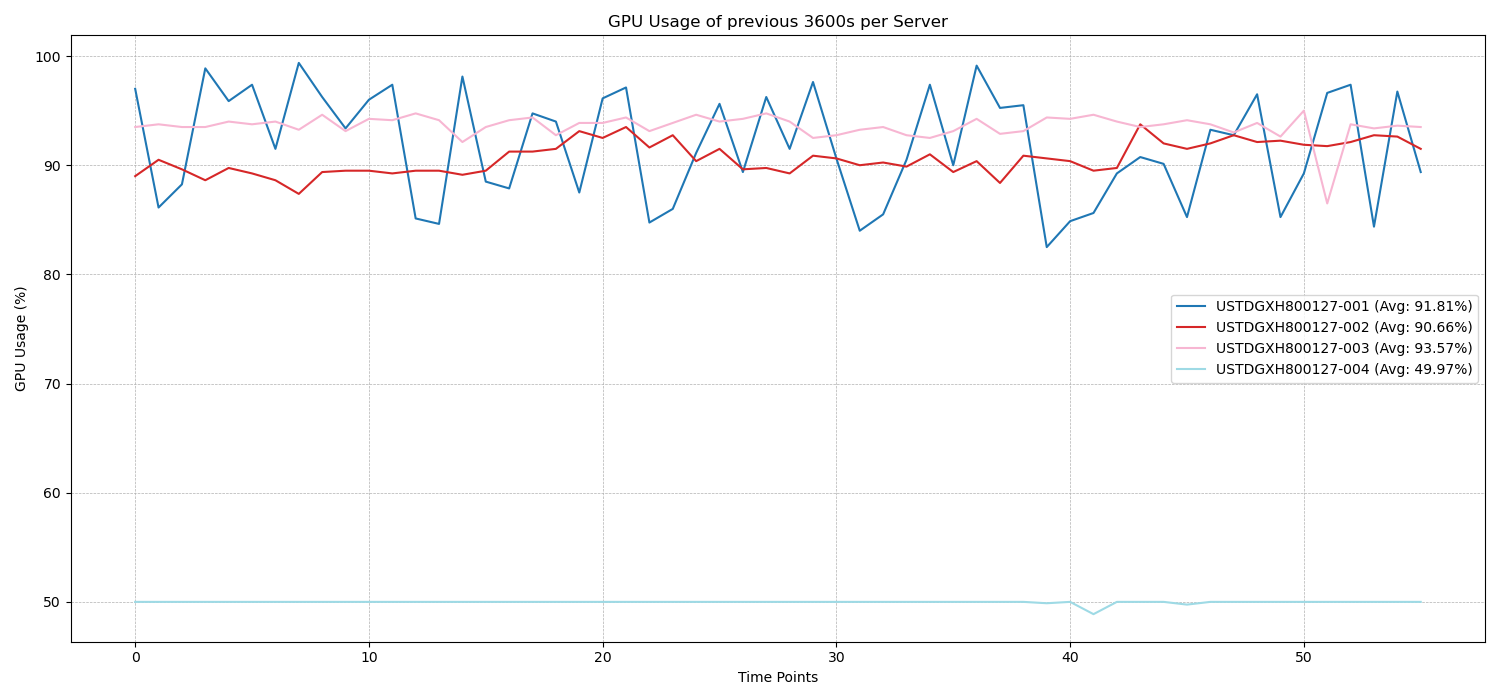 GPU Usage of previous 3600s per Server
100
90
80
70
60
50
GPU Usage (%)
USTDGXH800127-001 (Avg: 91.81%)
USTDGXH800127-002 (Avg: 90.66%)
USTDGXH800127-003 (Avg: 93.57%)
USTDGXH800127-004 (Avg: 49.97%)
0 10 20 30 40 50
Time Points